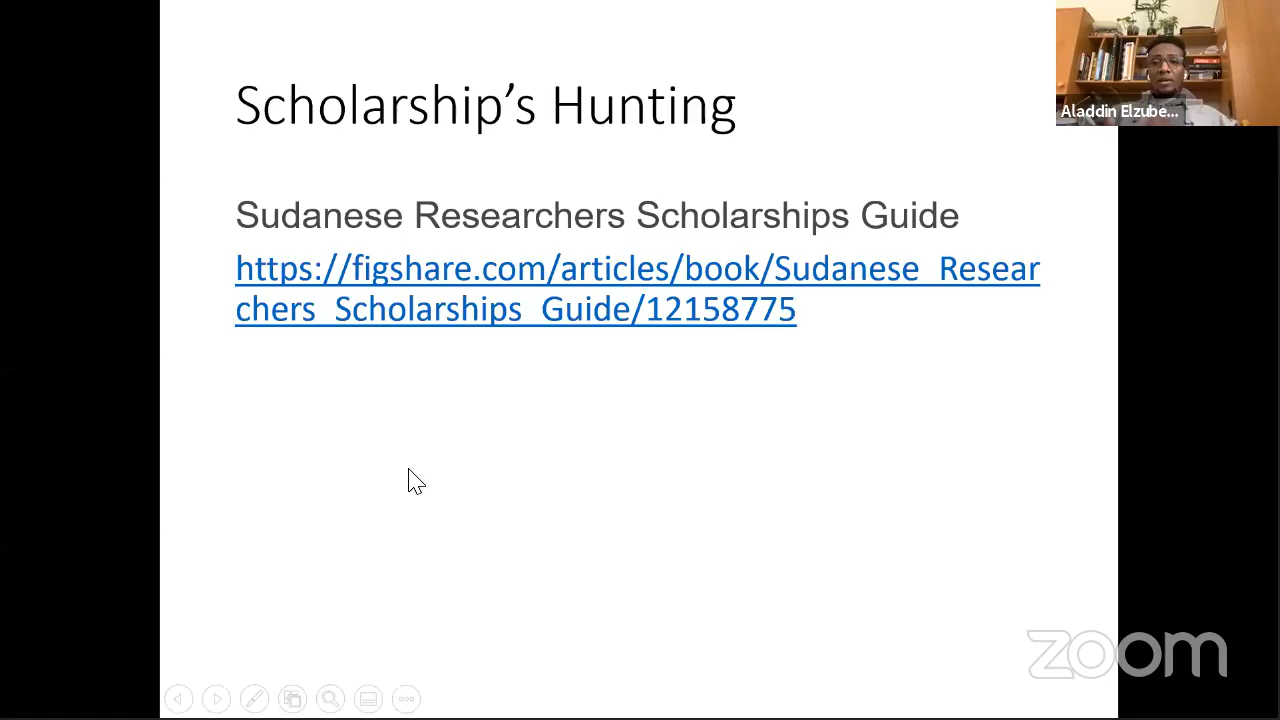 Scholarship’s Hunting
Aladdin Elzube...
Sudanese Researchers Scholarships Guide
https://figshare.com/articles/book/Sudanese_Resear
chers_Scholarships_Guide/12158775
zoom